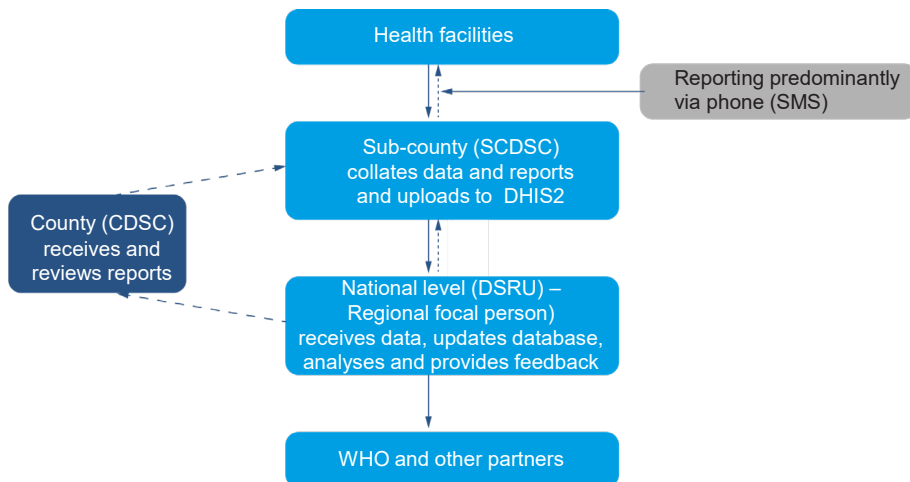 Health facilities
Reporting predominantly
via phone (SMS)
Sub-county (SCDSC)
collates data and reports
and uploads to DHIS2
County (CDSC)
receives and
reviews reports
National level (DSRU) –
Regional focal person)
receives data, updates database,
analyses and provides feedback
WHO and other partners